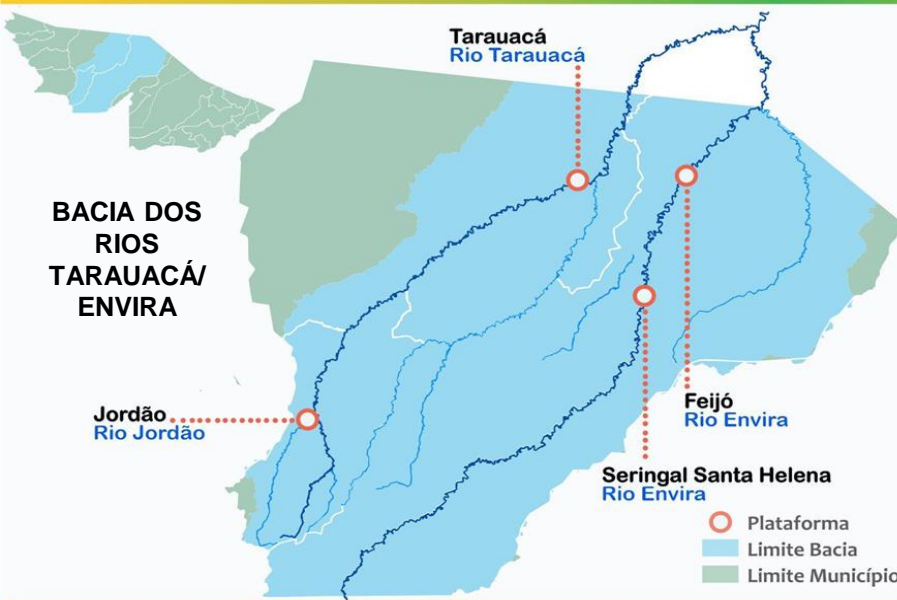 Tarauacá
Rio Tarauacá
BACIA DOS
RIOS
TARAUACÁ/
ENVIRA
Jordão
Rio Jordão
Feijó
Rio Envira
Seringal Santa Helena
Rio Envira
Plataforma
Limite Bacia
Limite Município